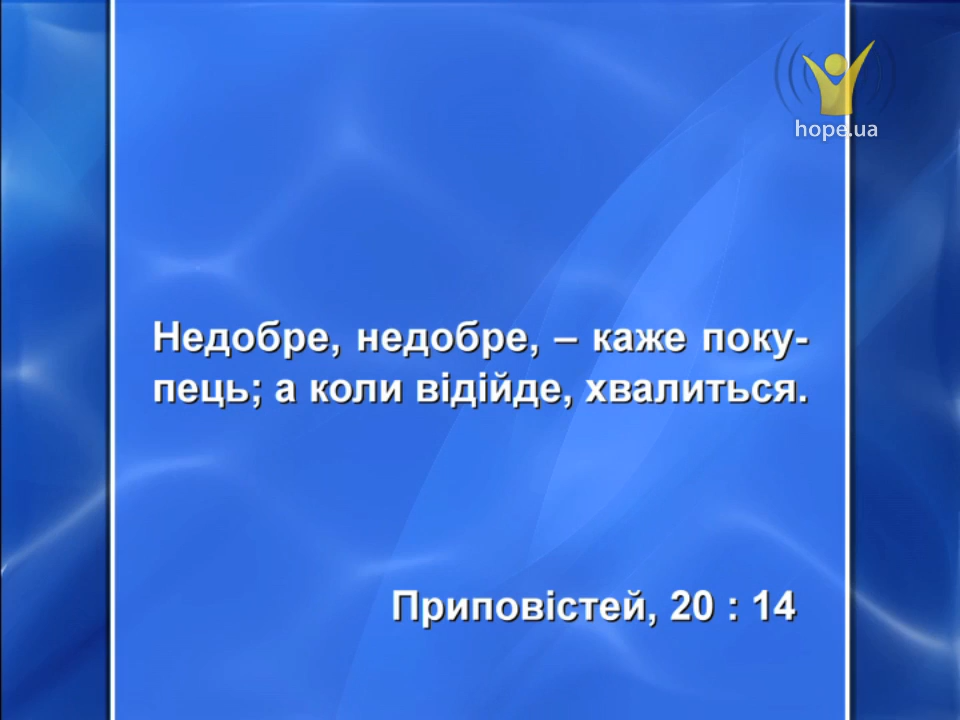 hope.ua
Недобре, недобре, – каже поку-
пець; а коли відійде, хвалиться.
Приповістей, 20 : 14